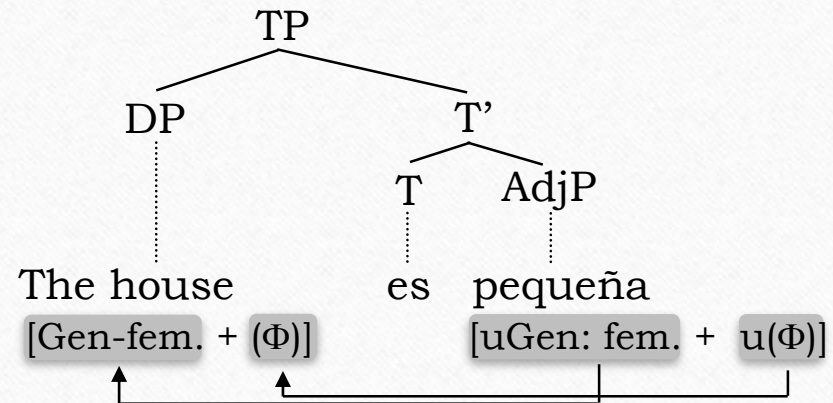 TP
DP T’
T AdjP
The house es pequeña
[Gen-fem. + (Φ)] [uGen: fem. + u(Φ)]